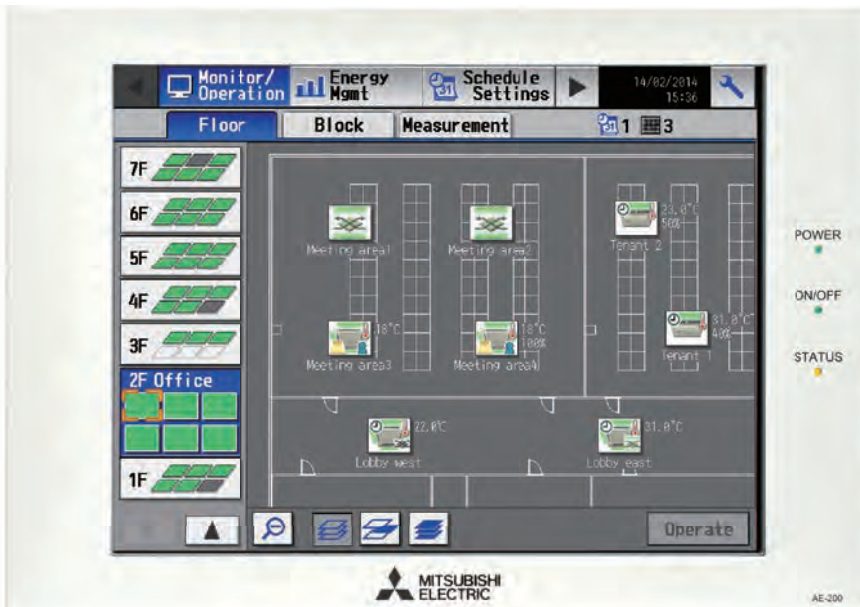 Monitor/
Operation
Energy
Mgmt
31
Schedule
Settings
14/02/2014
15:36
Floor
Block
Measurement
31 1 3
7F
6F
5F
4F
3F
2F Office
1F
Meeting area1
Meeting area2
23.0°C
50%
Tenant 2
18°C
Meeting area3
18°C
100%
Meeting area4
31.0°C
40%
Tenant 1
22.0°C
Lobby west
31.0°C
Lobby east
Operate
POWER
ON/OFF
STATUS
MITSUBISHI
ELECTRIC
AE-200